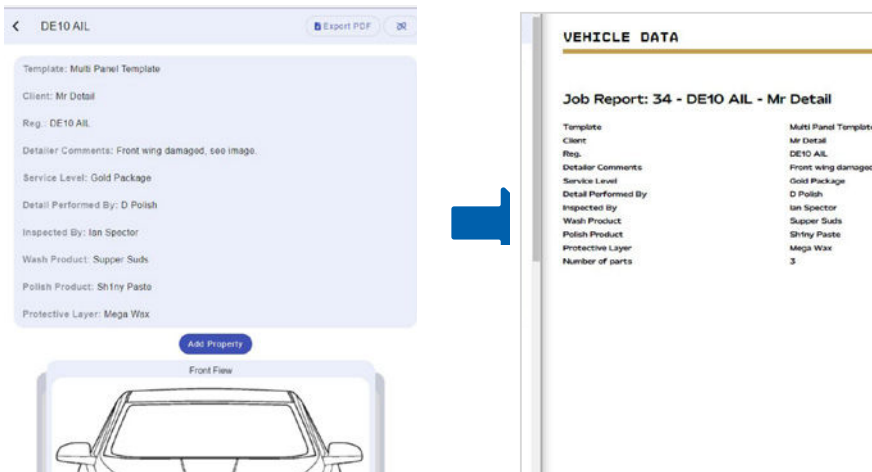 DE10 AIL
Export PDF
Template: Multi Panel Template
Client: Mr Detail
Reg.: DE10 AIL
Detailer Comments: Front wing damaged, see image.
Service Level: Gold Package
Detail Performed By: D Polish
Inspected By: Ian Spector
Wash Product: Supper Suds
Polish Product: Sh1ny Paste
Protective Layer: Mega Wax
Add Property
Front Fiew
VEHICLE DATA
Job Report: 34 - DE10 AIL - Mr Detail
Template Multi Panel Template
Client Mr Detail
Reg. DE10 AIL
Detailer Comments Front wing damaged
Service Level Gold Package
Detail Performed By D Polish
Inspected By Ian Spector
Wash Product Supper Suds
Polish Product Sh1ny Paste
Protective Layer Mega Wax
Number of parts 3